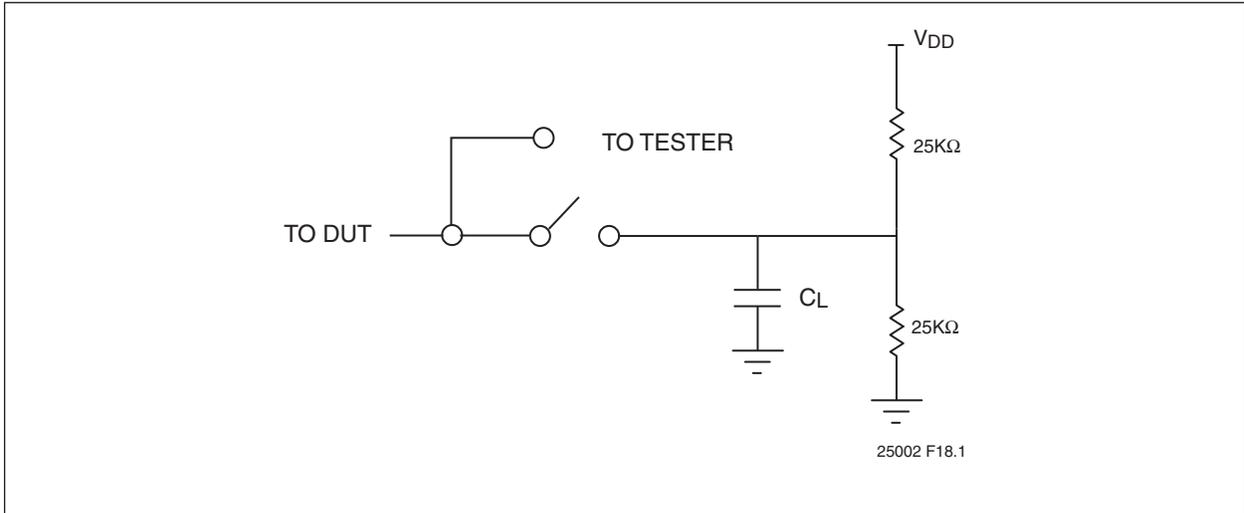 VDD
25KΩ
TO TESTER
TO DUT
CL
25KΩ
25002 F18.1